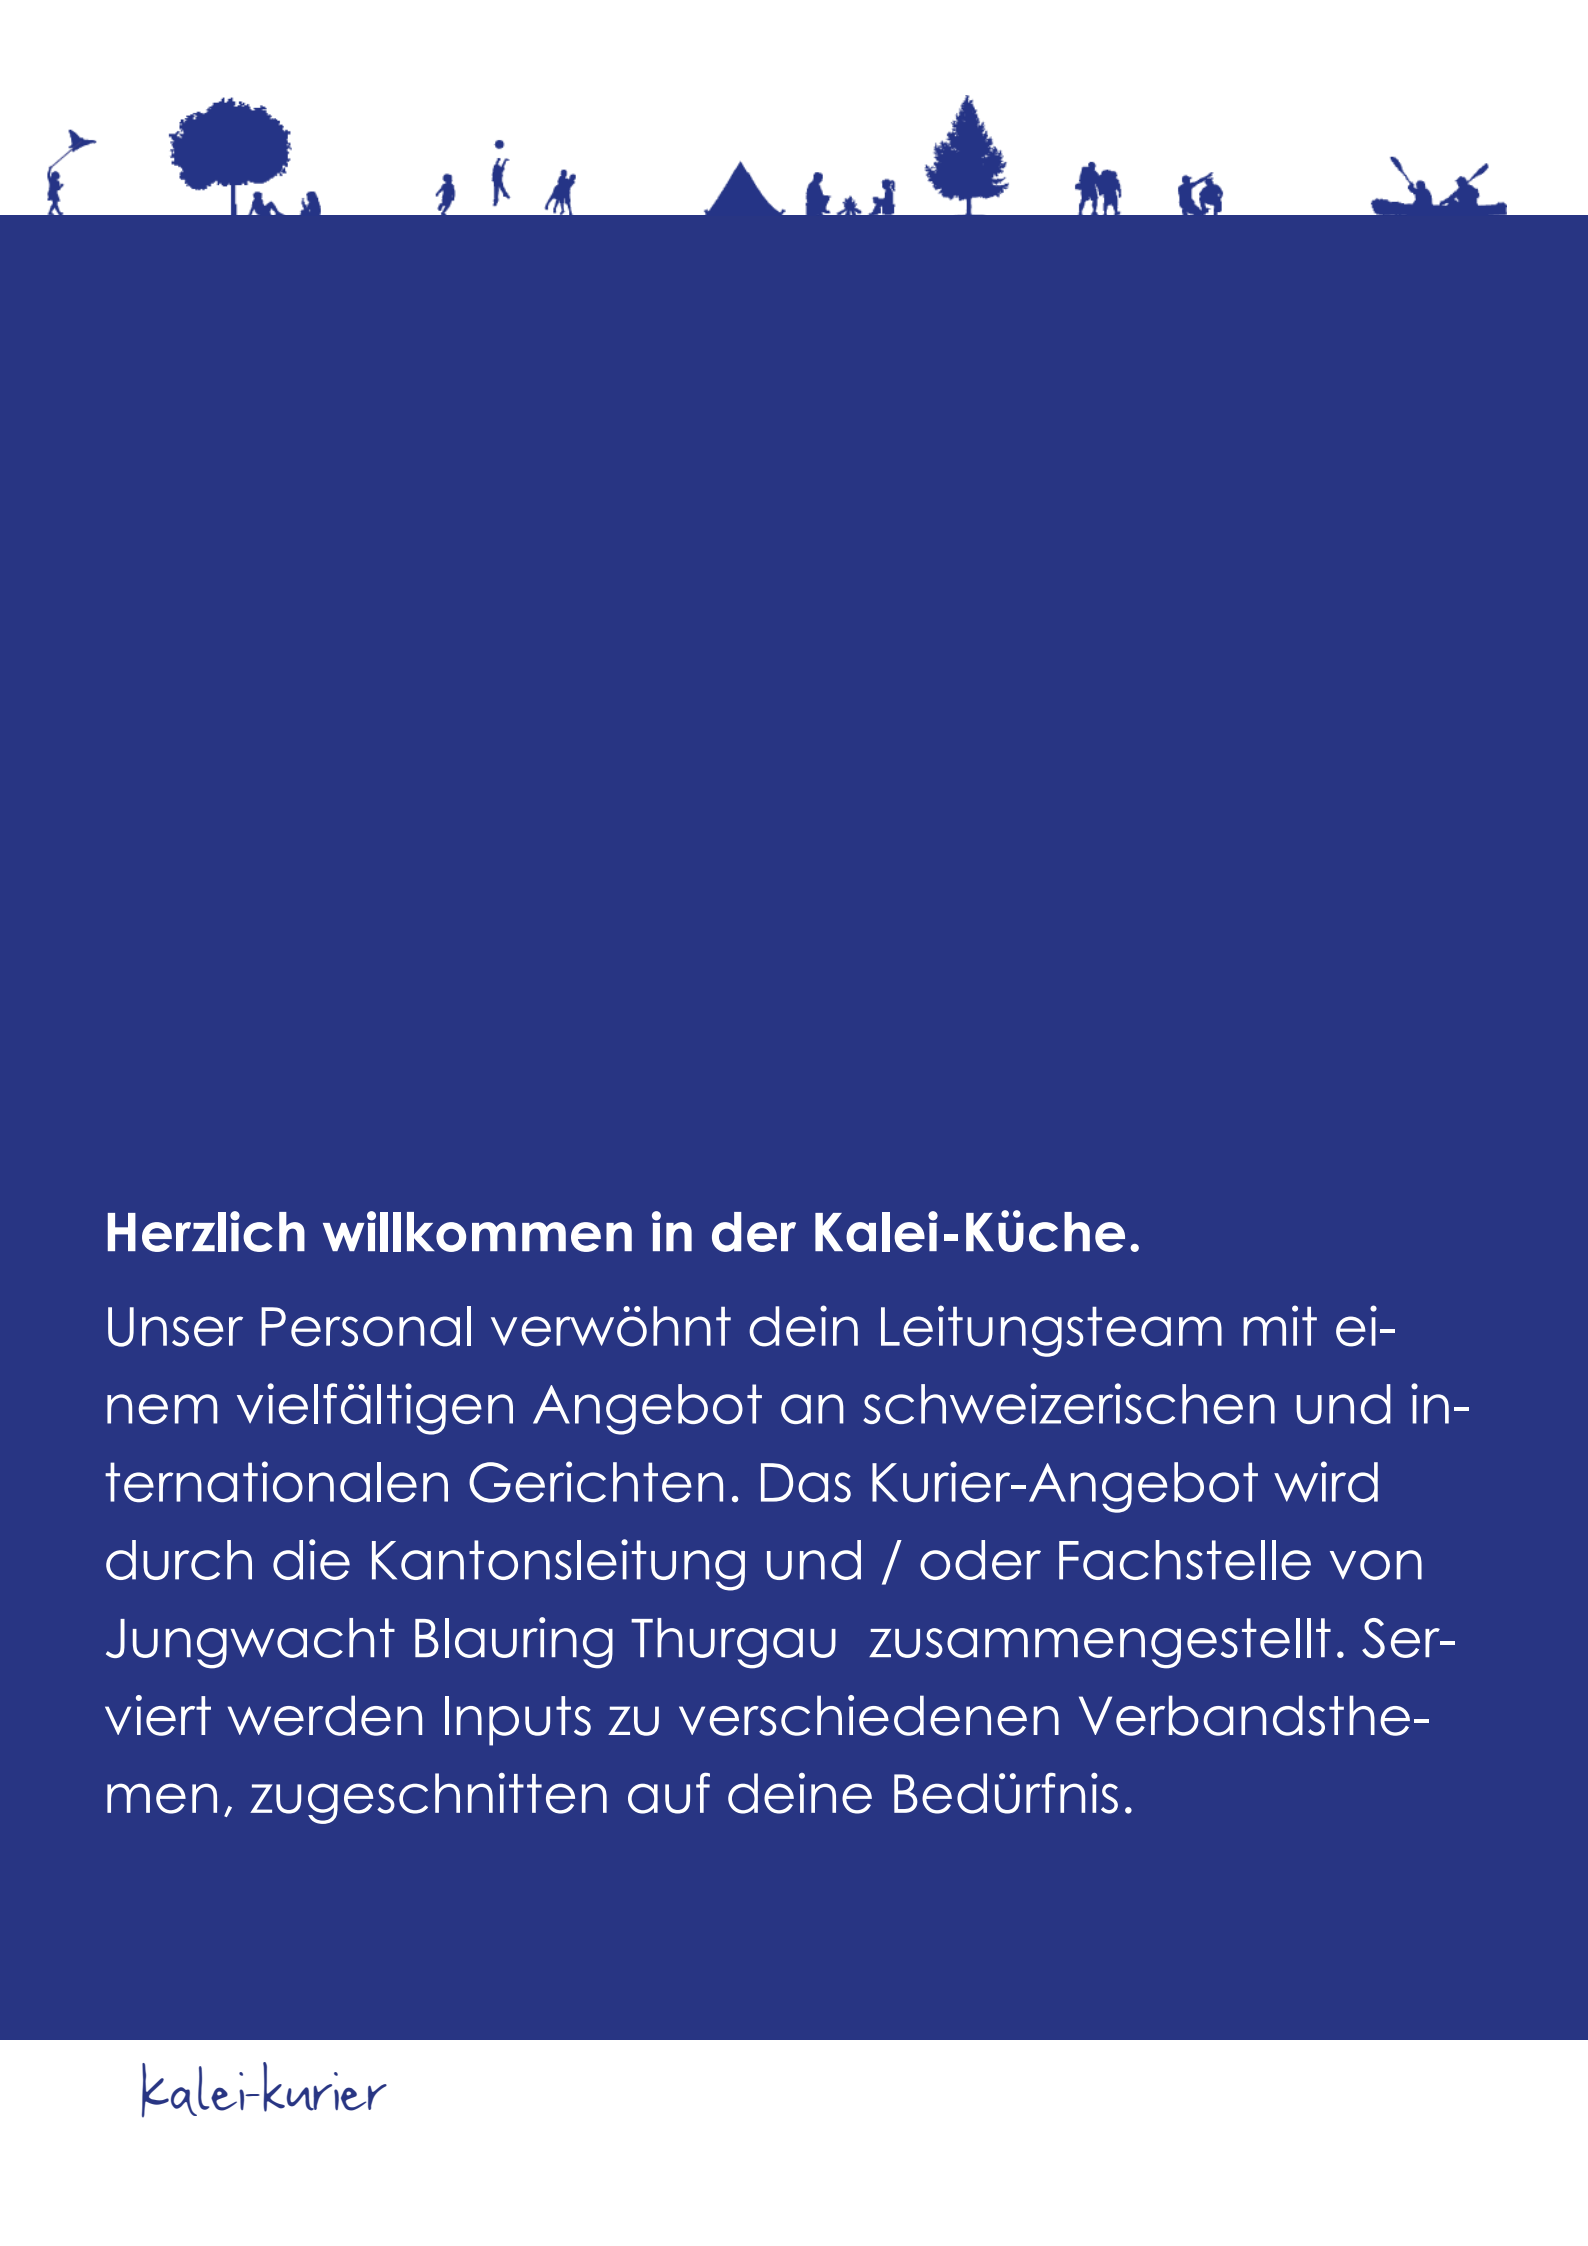 Herzlich willkommen in der Kalei-Küche.
Unser Personal verwöhnt dein Leitungsteam mit ei-
nem vielfältigen Angebot an schweizerischen und in-
ternationalen Gerichten. Das Kurier-Angebot wird
durch die Kantonsleitung und / oder Fachstelle von
Jungwacht Blauring Thurgau  zusammengestellt. Ser-
viert werden Inputs zu verschiedenen Verbandsthe-
men, zugeschnitten auf deine Bedürfnis.
kalei-kurier